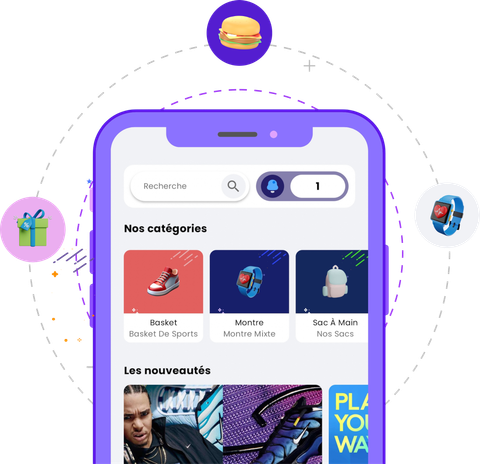 Recherche
1
Nos catégories
Basket
Basket De Sports
Montre
Montre Mixte
Sac À Main
Nos Sacs
Les nouveautés
PLA
YOU
WAY